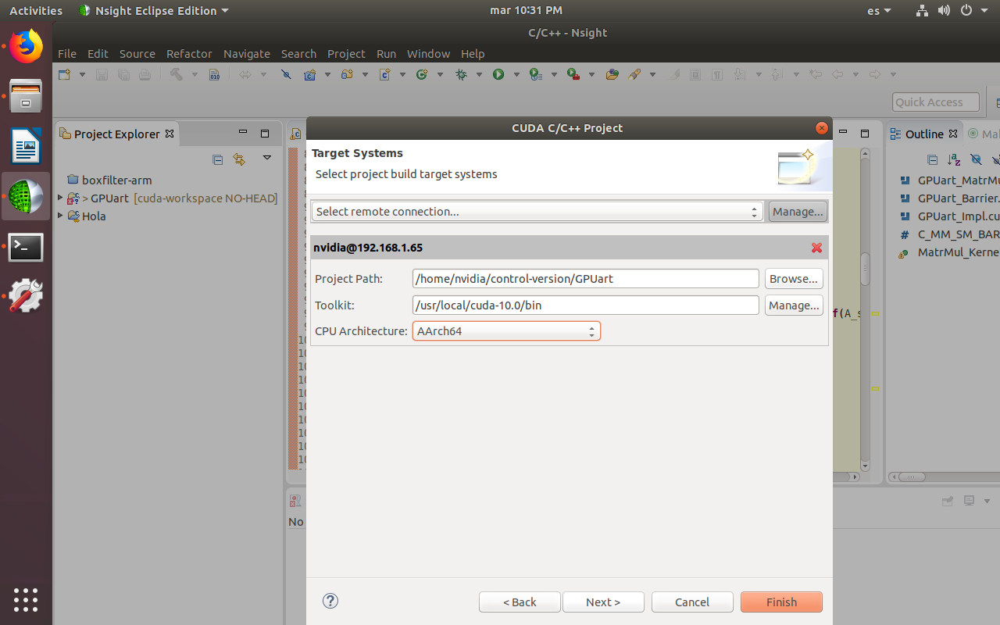 Activities Nsight Eclipse Edition mar 10:31 PM es
C/C++ - Nsight
File Edit Source Refactor Navigate Search Project Run Window Help
010
Quick Access
Project Explorer
CUDA C/C++ Project
Outline
Target Systems
Select project build target systems
boxfilter-arm
> GPUart [cuda-workspace NO-HEAD]
Hola
GPUart_Barrier.
GPUart_Impl.cu
C_MM_SM_BAR
MatrMul_Kerne
Select remote connection... Manage...
nvidia@192.168.1.65
Project Path: /home/nvidia/control-version/GPUart Browse...
Toolkit: /usr/local/cuda-10.0/bin Manage...
CPU Architecture: AArch64
f(A_s
No
< Back Next > Cancel Finish